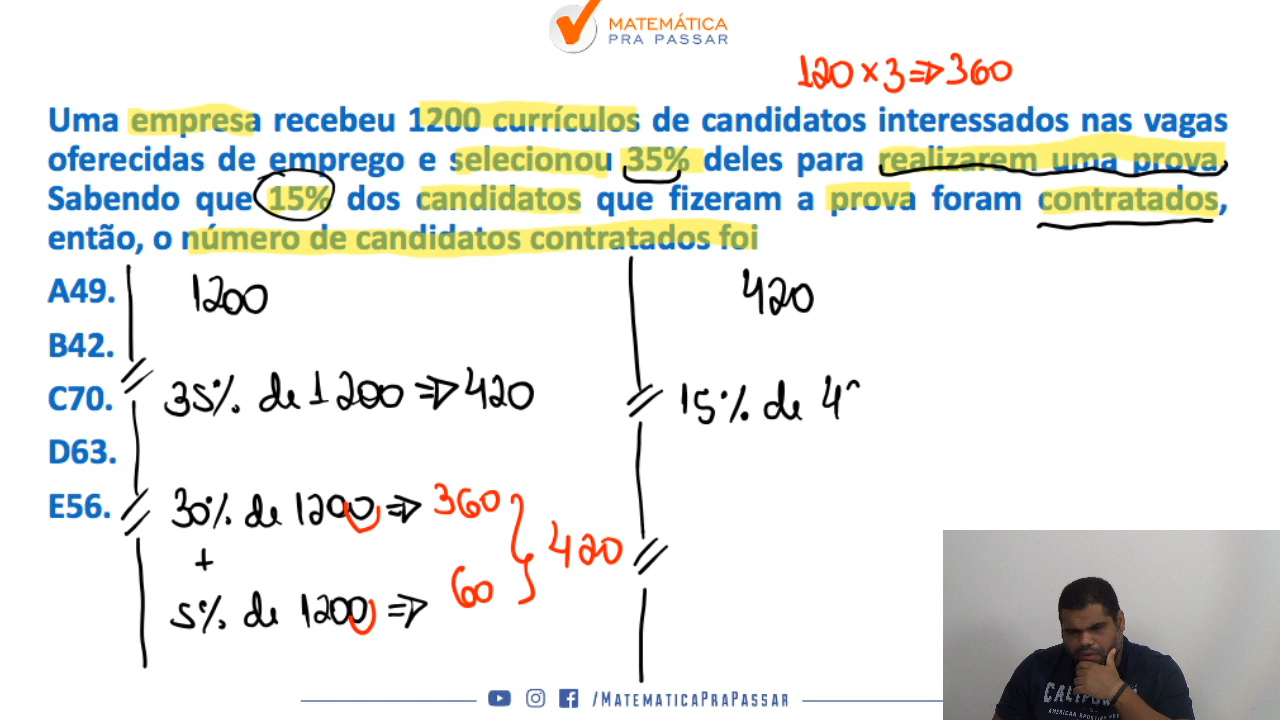 MATEMÁTICA
PRA PASSAR
120 × 3 ⇒ 360
Uma empresa recebeu 1200 currículos de candidatos interessados nas vagas
oferecidas de emprego e selecionou 35% deles para realizarem uma prova.
Sabendo que 15% dos candidatos que fizeram a prova foram contratados,
então, o número de candidatos contratados foi
A49.
1200
420
B42.
C70.
35% de 1200 ⇒ 420
15% de 4
D63.
E56.
30% de 1200 ⇒ 360
+
420
5% de 1200 ⇒ 60
/MATEMATICAPRAPASSAR
AMERICAN SPORTING